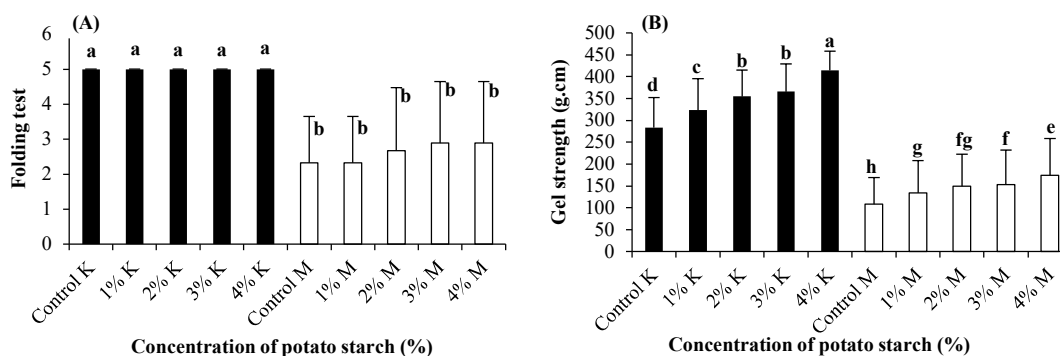 (A)
Folding test
6
5
4
3
2
1
0
a a a a a
b b b b b
Control K 1% K 2% K 3% K 4% K Control M 1% M 2% M 3% M 4% M
Concentration of potato starch (%)
(B)
Gel strength (g.cm)
500
450
400
350
300
250
200
150
100
50
0
d c b b a
h g fg f e
Control K 1% K 2% K 3% K 4% K Control M 1% M 2% M 3% M 4% M
Concentration of potato starch (%)